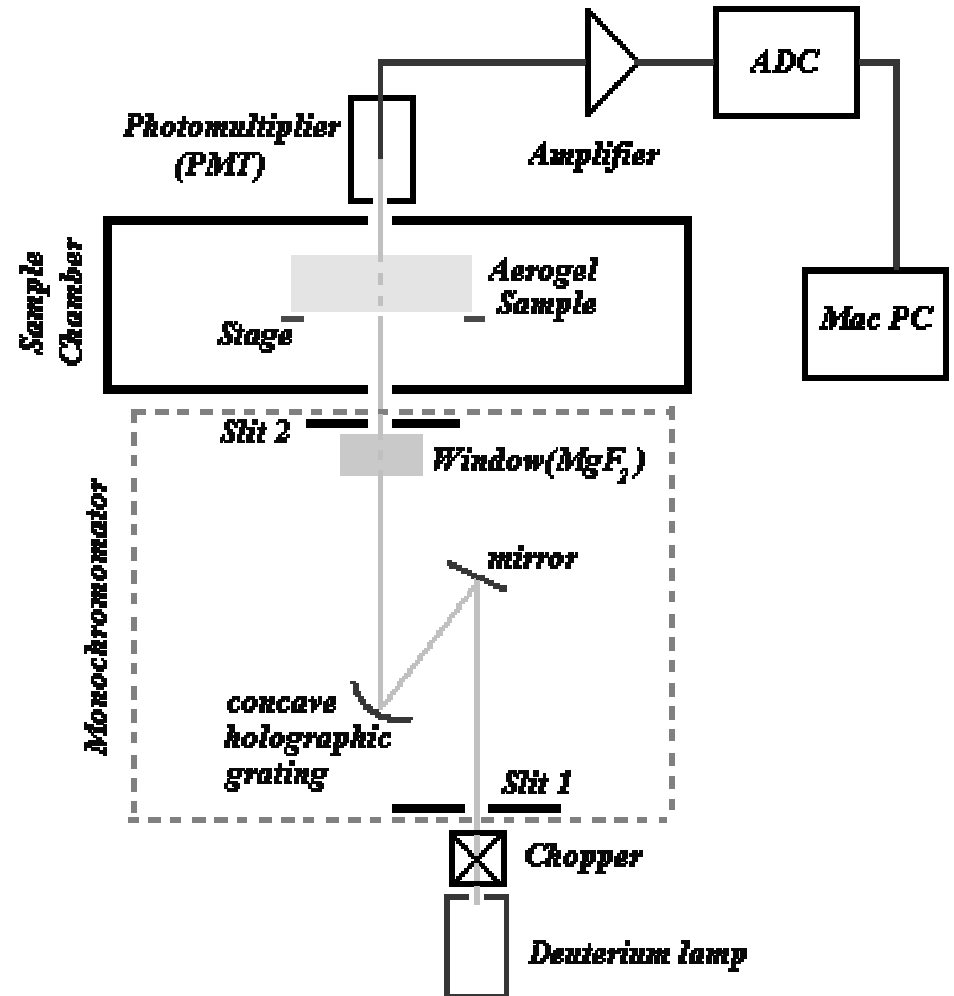 ADC
Photomultiplier
(PMT)
Amplifier
Sample
Chamber
Aerogel
Sample
Stage
Mac PC
Slit 2
Window(MgF2)
Monochromator
mirror
concave
holographic
grating
Slit 1
Chopper
Deuterium lamp